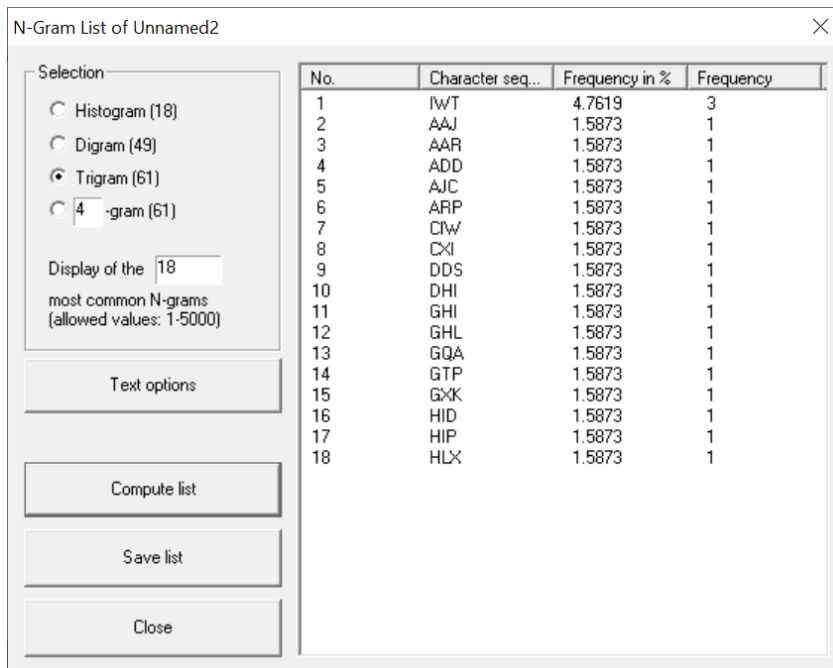 N-Gram List of Unnamed2
Selection
Histogram (18)
Digram (49)
Trigram (61)
4 -gram (61)
Display of the 18
most common N-grams
(allowed values: 1-5000)
Text options
Compute list
Save list
Close
No. Character seq... Frequency in % Frequency
1 IWT 4.7619 3
2 AAJ 1.5873 1
3 AAR 1.5873 1
4 ADD 1.5873 1
5 AJC 1.5873 1
6 ARP 1.5873 1
7 CIW 1.5873 1
8 CXI 1.5873 1
9 DDS 1.5873 1
10 DHI 1.5873 1
11 GHI 1.5873 1
12 GHL 1.5873 1
13 GQA 1.5873 1
14 GTP 1.5873 1
15 GXK 1.5873 1
16 HID 1.5873 1
17 HIP 1.5873 1
18 HLX 1.5873 1